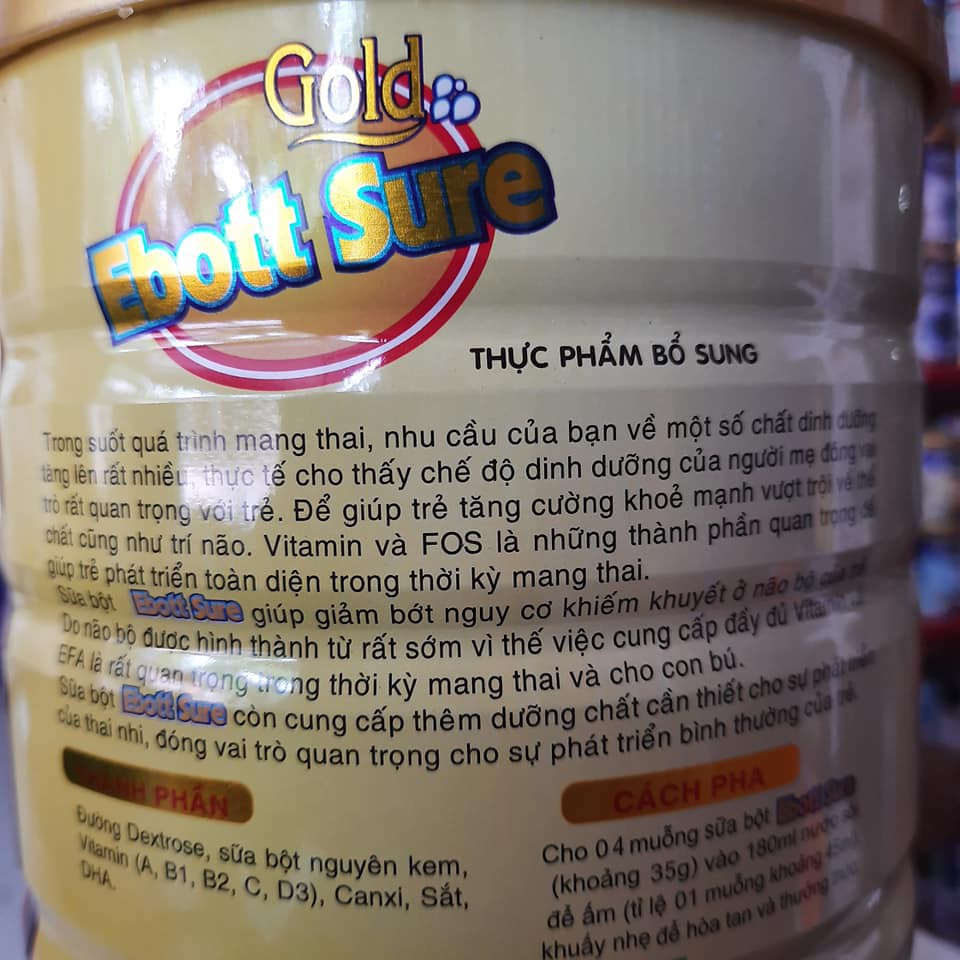 Gold
Ebott Sure
THỰC PHẨM BỔ SUNG
Trong suốt quá trình mang thai, nhu cầu của bạn về một số chất dinh dưỡng
tăng lên rất nhiều, thực tế cho thấy chế độ dinh dưỡng của người mẹ đóng vai
trò rất quan trọng với trẻ. Để giúp trẻ tăng cường khoẻ mạnh vượt trội về thể
chất cũng như trí não. Vitamin và FOS là những thành phần quan trọng để
giúp trẻ phát triển toàn diện trong thời kỳ mang thai.
Sữa bột Ebott Sure giúp giảm bớt nguy cơ khiếm khuyết ở não bộ của trẻ.
Do não bộ được hình thành từ rất sớm vì thế việc cung cấp đầy đủ
EFA là rất quan trọng trong thời kỳ mang thai và cho con bú.
Sữa bột Ebott Sure còn cung cấp thêm dưỡng chất cần thiết cho sự phát triển
của thai nhi, đóng vai trò quan trọng cho sự phát triển bình thường của trẻ.
THÀNH PHẦN
Đường Dextrose, sữa bột nguyên kem,
Vitamin (A, B1, B2, C, D3), Canxi, Sắt,
DHA.
CÁCH PHA
Cho 04 muỗng sữa bột Ebott Sure
(khoảng 35g) vào 180ml nước sôi
để ấm (tỉ lệ 01 muỗng khoảng 45ml),
khuấy nhẹ để hòa tan và thưởng thức.